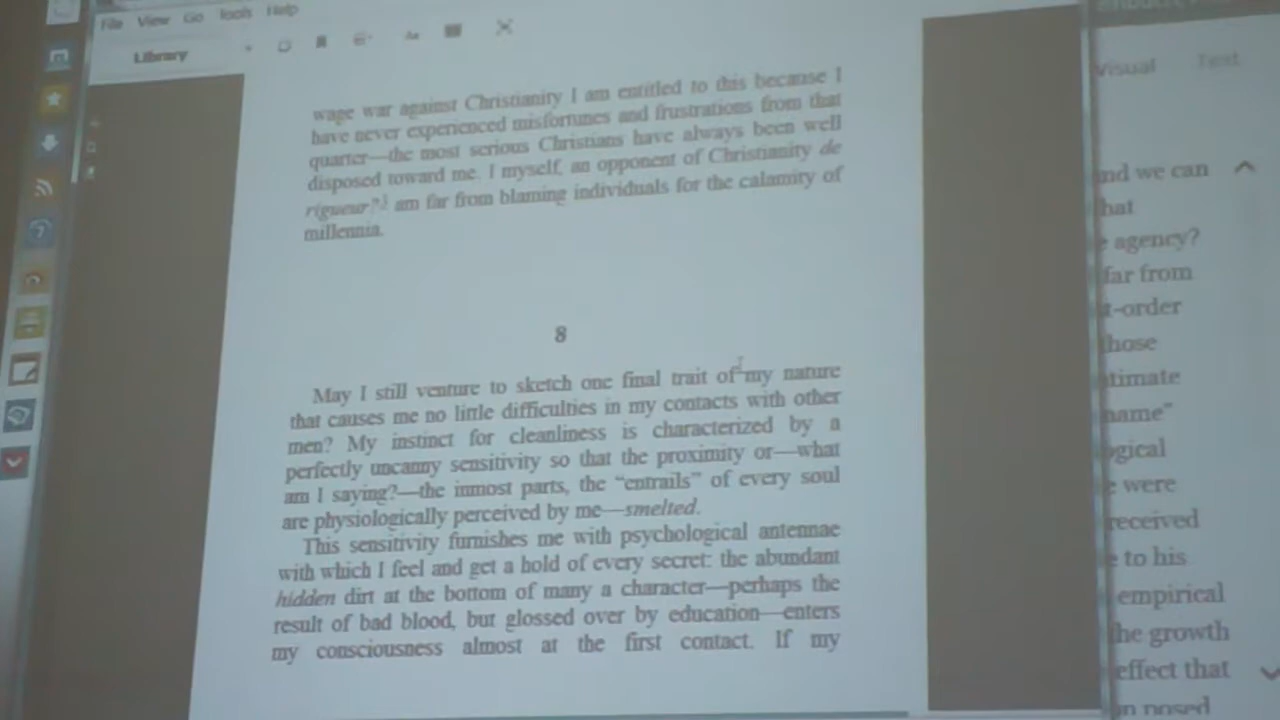 File View Go Tools Help
Library
wage war against Christianity I am entitled to this because I
have never experienced misfortunes and frustrations from that
quarter—the most serious Christians have always been well
disposed toward me. I myself, an opponent of Christianity de
rigueur?³ am far from blaming individuals for the calamity of
millennia.
8
May I still venture to sketch one final trait of my nature
that causes me no little difficulties in my contacts with other
men? My instinct for cleanliness is characterized by a
perfectly uncanny sensitivity so that the proximity or—what
am I saying?—the inmost parts, the “entrails” of every soul
are physiologically perceived by me—smelted.
This sensitivity furnishes me with psychological antennae
with which I feel and get a hold of every secret: the abundant
hidden dirt at the bottom of many a character—perhaps the
result of bad blood, but glossed over by education—enters
my consciousness almost at the first contact. If my
Visual Text
nd we can
hat
agency?
far from
t-order
hose
timate
name”
ogical
were
received
e to his
empirical
the growth
effect that
n posed